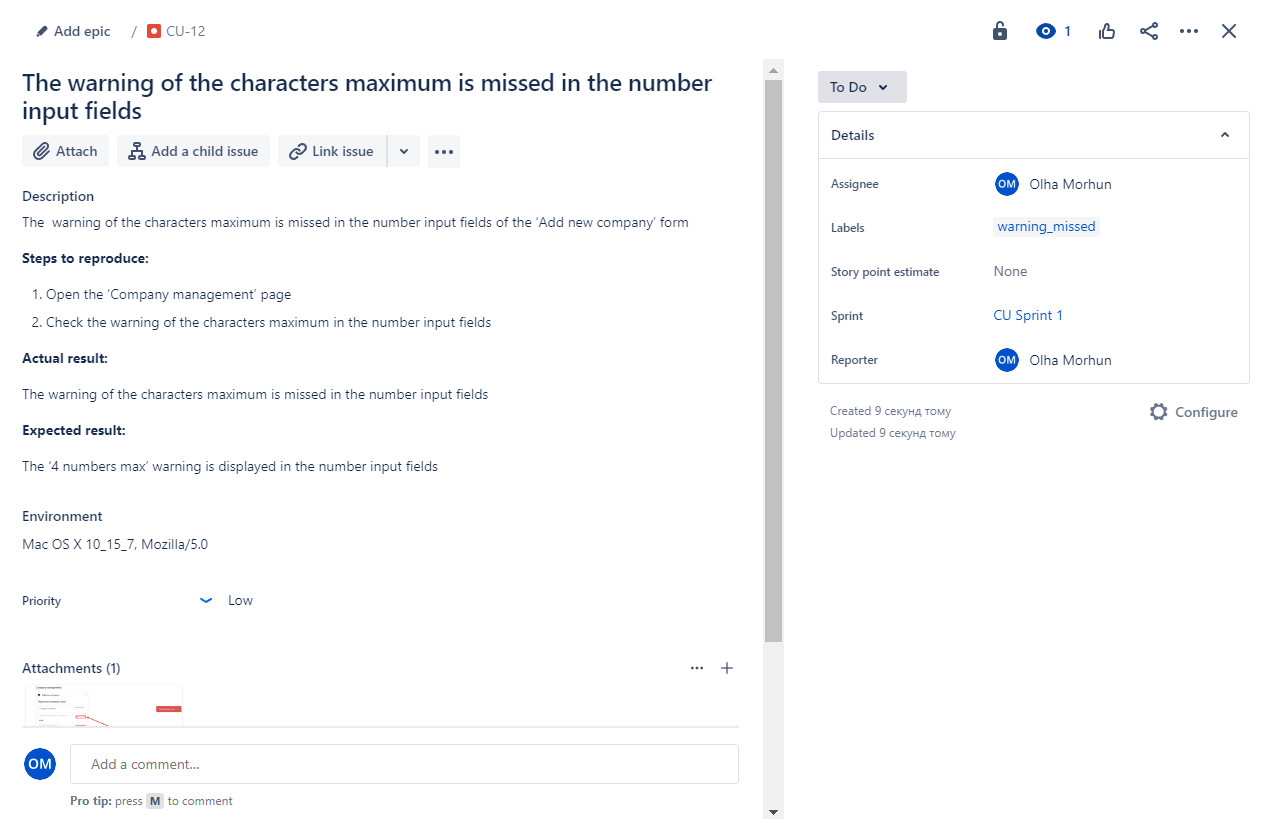 Add epic / CU-12
1
The warning of the characters maximum is missed in the number
input fields
Attach
Add a child issue
Link issue
Description
The warning of the characters maximum is missed in the number input fields of the ‘Add new company’ form
Steps to reproduce:
1. Open the ‘Company management’ page
2. Check the warning of the characters maximum in the number input fields
Actual result:
The warning of the characters maximum is missed in the number input fields
Expected result:
The ‘4 numbers max’ warning is displayed in the number input fields
Environment
Mac OS X 10_15_7, Mozilla/5.0
Priority
Low
Attachments (1)
OM
Add a comment...
Pro tip: press M to comment
To Do
Details
Assignee
OM Olha Morhun
Labels
warning_missed
Story point estimate
None
Sprint
CU Sprint 1
Reporter
OM Olha Morhun
Created 9 секунд тому
Updated 9 секунд тому
Configure